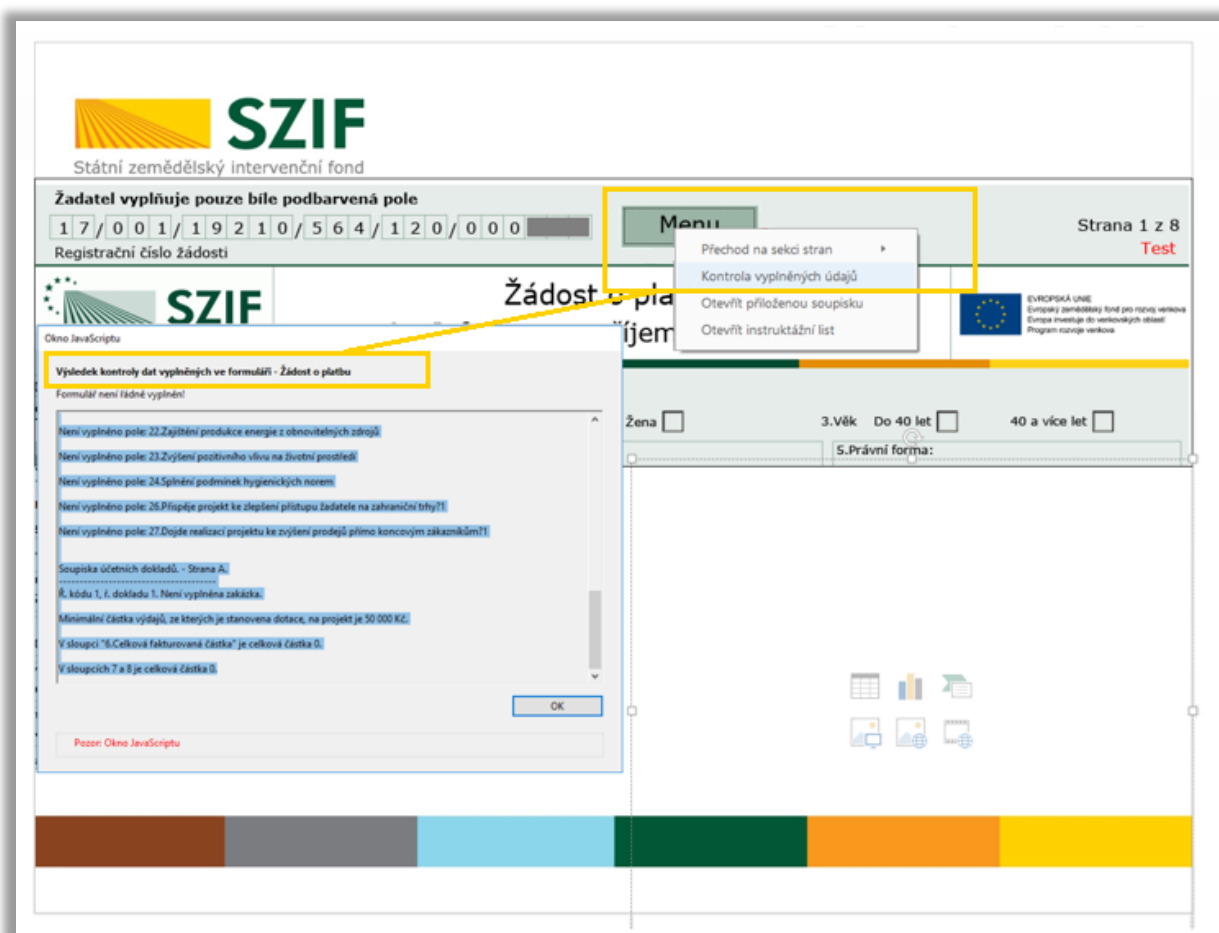 SZIF
Státní zemědělský intervenční fond
Žadatel vyplňuje pouze bíle podbarvená pole
17/001/19210/564/120/000
Registrační číslo žádosti
Menu
Strana 1 z 8
Test
Přechod na sekci stran
Kontrola vyplněných údajů
Otevřít přiloženou soupisku
Otevřít instruktážní list
SZIF
Žádost o pla
íjem
EVROPSKÁ UNIE
Evropský zemědělský fond pro rozvoj venkova
Evropa investuje do venkovských oblastí
Program rozvoje venkova
Okno JavaScriptu
Výsledek kontroly dat vyplněných ve formuláři - Žádost o platbu
Formulář není řádně vyplněn!
Není vyplněno pole: 22.Zajištění produkce energie z obnovitelných zdrojů
Není vyplněno pole: 23.Zvýšení pozitivního vlivu na životní prostředí
Není vyplněno pole: 24.Splnění podmínek hygienických norem
Není vyplněno pole: 26.Přispěje projekt ke zlepšení přístupu žadatele na zahraniční trhy?1
Není vyplněno pole: 27.Dojde realizací projektu ke zvýšení prodejů přímo koncovým zákazníkům?1
Soupiska účetních dokladů. - Strana A.
----------------------------------------
Ř. kódu 1, ř. dokladu 1. Není vyplněna zakázka.
Minimální částka výdajů, ze kterých je stanovena dotace, na projekt je 50 000 Kč.
V sloupci "6.Celková fakturovaná částka" je celková částka 0.
V sloupcích 7 a 8 je celková částka 0.
OK
Pozor: Okno JavaScriptu
Žena
3.Věk Do 40 let
40 a více let
5.Právní forma: